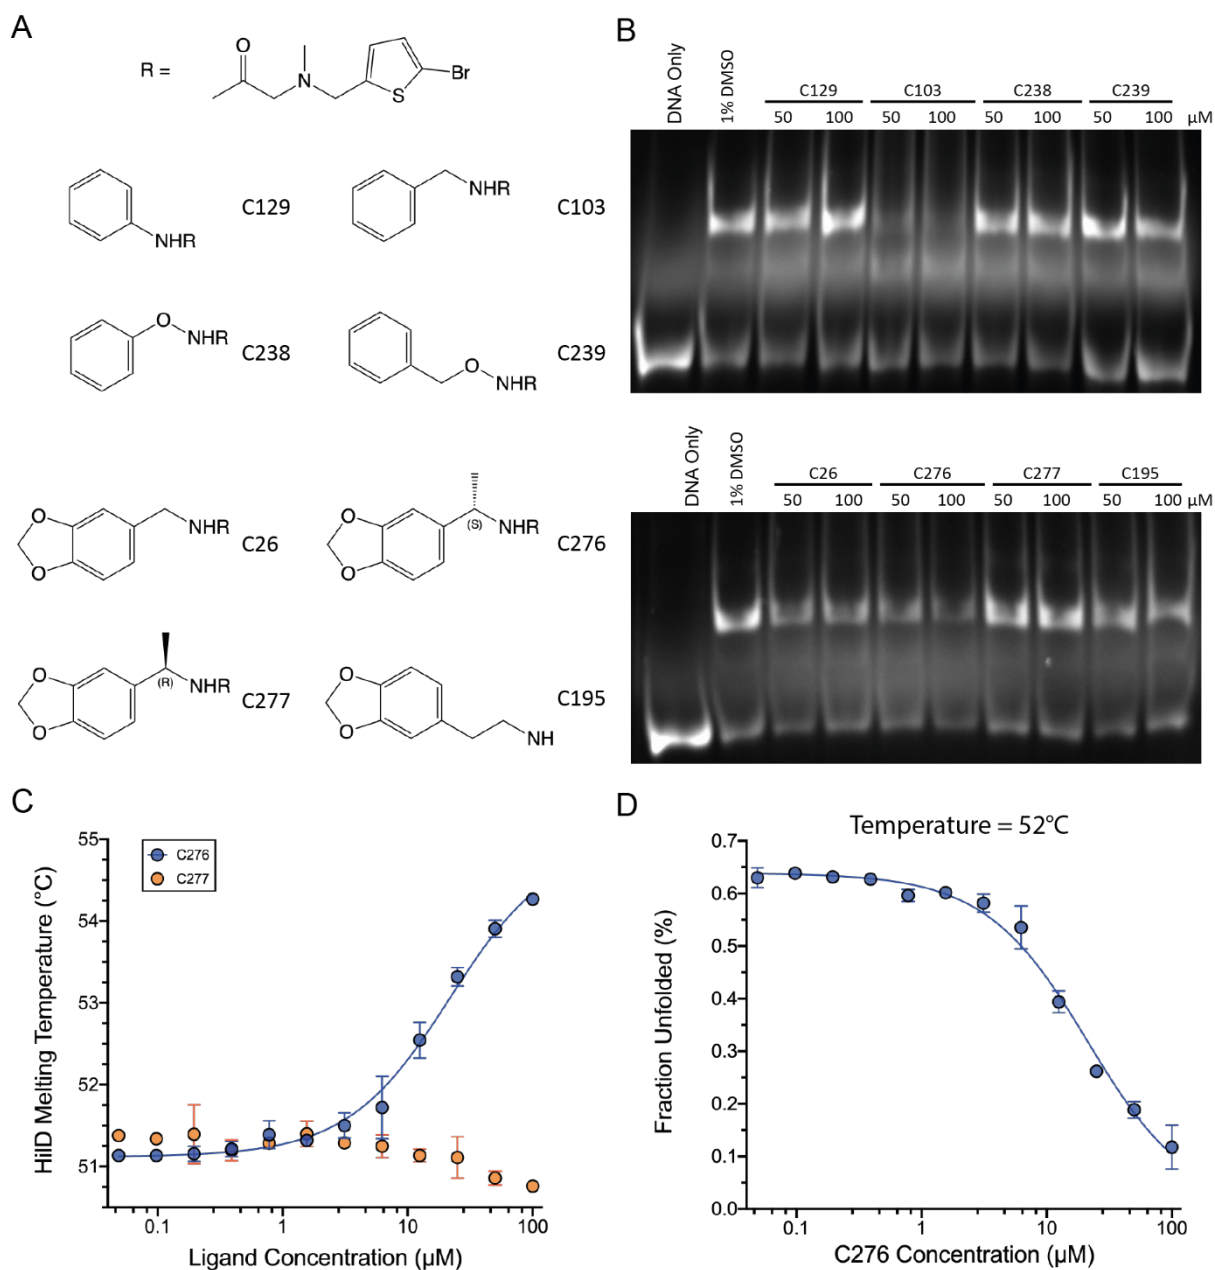 A
R =
O
N
S
Br
NHR
C129
NHR
C103
O
NHR
C238
O
NHR
C239
O
O
NHR
C26
O
O
(S)
NHR
C276
O
O
(R)
NHR
C277
O
O
NH
C195
B
DNA Only
1% DMSO
C129 C103 C238 C239
50 100 50 100 50 100 50 100 µM
DNA Only
1% DMSO
C26 C276 C277 C195
50 100 50 100 50 100 50 100 µM
C
C276
C277
HilD Melting Temperature (°C)
55
54
53
52
51
0.1 1 10 100
Ligand Concentration (µM)
D
Temperature = 52°C
Fraction Unfolded (%)
0.7
0.6
0.5
0.4
0.3
0.2
0.1
0.0
0.1 1 10 100
C276 Concentration (µM)